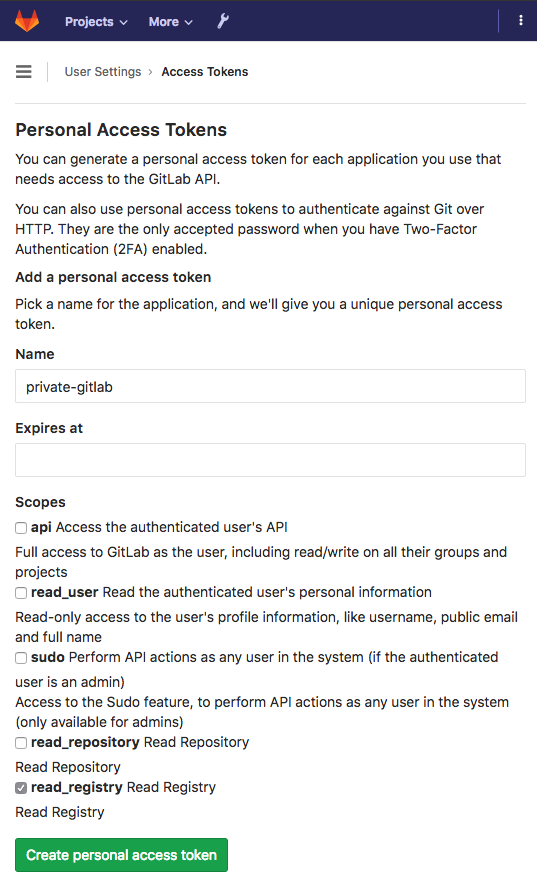 Projects More
User Settings › Access Tokens
Personal Access Tokens
You can generate a personal access token for each application you use that
needs access to the GitLab API.
You can also use personal access tokens to authenticate against Git over
HTTP. They are the only accepted password when you have Two-Factor
Authentication (2FA) enabled.
Add a personal access token
Pick a name for the application, and we'll give you a unique personal access
token.
Name
private-gitlab
Expires at
Scopes
api Access the authenticated user's API
Full access to GitLab as the user, including read/write on all their groups and
projects
read_user Read the authenticated user's personal information
Read-only access to the user's profile information, like username, public email
and full name
sudo Perform API actions as any user in the system (if the authenticated
user is an admin)
Access to the Sudo feature, to perform API actions as any user in the system
(only available for admins)
read_repository Read Repository
Read Repository
read_registry Read Registry
Read Registry
Create personal access token